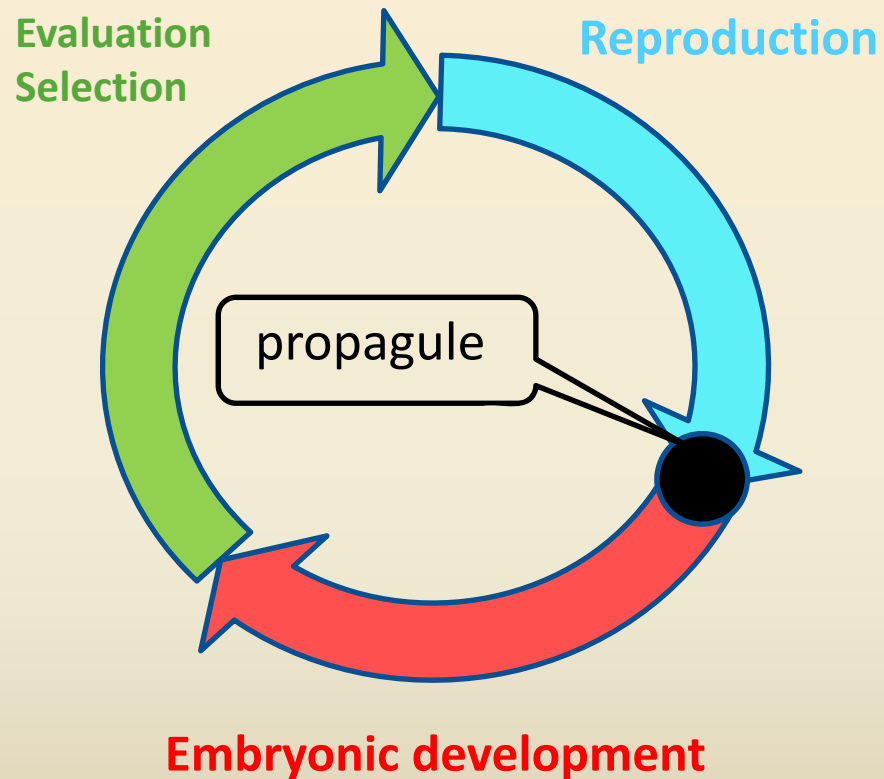 Evaluation
Selection
Reproduction
propagule
Embryonic development